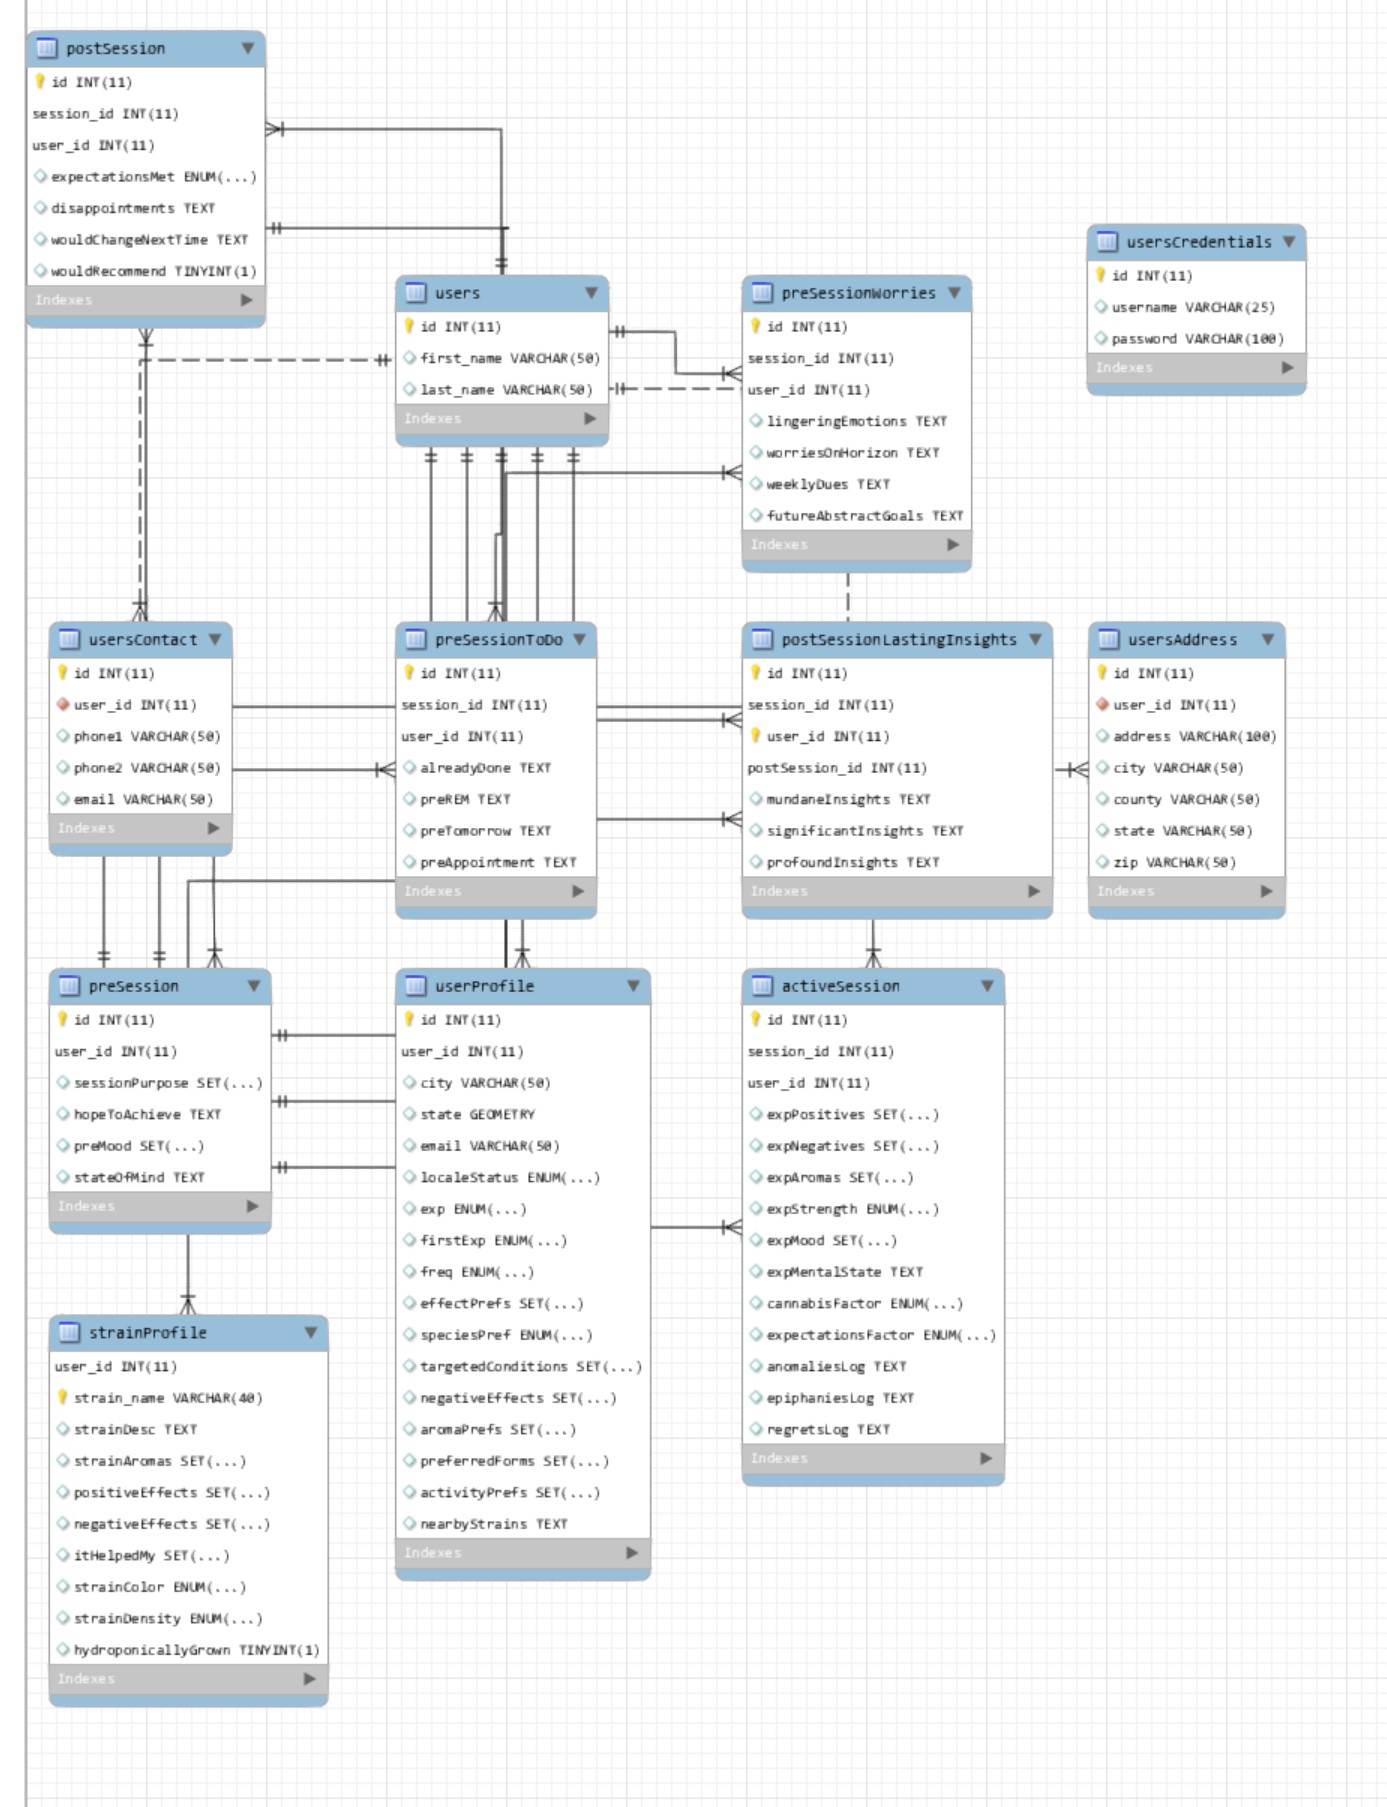 postSession
id INT(11)
session_id INT(11)
user_id INT(11)
expectationsMet ENUM(...)
disappointments TEXT
wouldChangeNextTime TEXT
wouldRecommend TINYINT(1)
Indexes
usersCredentials
id INT(11)
username VARCHAR(25)
password VARCHAR(100)
Indexes
users
id INT(11)
first_name VARCHAR(50)
last_name VARCHAR(50)
Indexes
preSessionWorries
id INT(11)
session_id INT(11)
user_id INT(11)
lingeringEmotions TEXT
worriesOnHorizon TEXT
weeklyDues TEXT
futureAbstractGoals TEXT
Indexes
usersContact
id INT(11)
user_id INT(11)
phone1 VARCHAR(50)
phone2 VARCHAR(50)
email VARCHAR(50)
Indexes
preSessionToDo
id INT(11)
session_id INT(11)
user_id INT(11)
alreadyDone TEXT
preREM TEXT
preTomorrow TEXT
preAppointment TEXT
Indexes
postSessionLastingInsights
id INT(11)
session_id INT(11)
user_id INT(11)
postSession_id INT(11)
mundaneInsights TEXT
significantInsights TEXT
profoundInsights TEXT
Indexes
usersAddress
id INT(11)
user_id INT(11)
address VARCHAR(100)
city VARCHAR(50)
county VARCHAR(50)
state VARCHAR(50)
zip VARCHAR(50)
Indexes
preSession
id INT(11)
user_id INT(11)
sessionPurpose SET(...)
hopeToAchieve TEXT
preMood SET(...)
stateOfMind TEXT
Indexes
userProfile
id INT(11)
user_id INT(11)
city VARCHAR(50)
state GEOMETRY
email VARCHAR(50)
localeStatus ENUM(...)
exp ENUM(...)
firstExp ENUM(...)
freq ENUM(...)
effectPrefs SET(...)
speciesPref ENUM(...)
targetedConditions SET(...)
negativeEffects SET(...)
aromaPrefs SET(...)
preferredForms SET(...)
activityPrefs SET(...)
nearbyStrains TEXT
Indexes
activeSession
id INT(11)
session_id INT(11)
user_id INT(11)
expPositives SET(...)
expNegatives SET(...)
expAromas SET(...)
expStrength ENUM(...)
expMood SET(...)
expMentalState TEXT
cannabisFactor ENUM(...)
expectationsFactor ENUM(...)
anomaliesLog TEXT
epiphaniesLog TEXT
regretsLog TEXT
Indexes
strainProfile
user_id INT(11)
strain_name VARCHAR(40)
strainDesc TEXT
strainAromas SET(...)
positiveEffects SET(...)
negativeEffects SET(...)
itHelpedMy SET(...)
strainColor ENUM(...)
strainDensity ENUM(...)
hydroponicallyGrown TINYINT(1)
Indexes